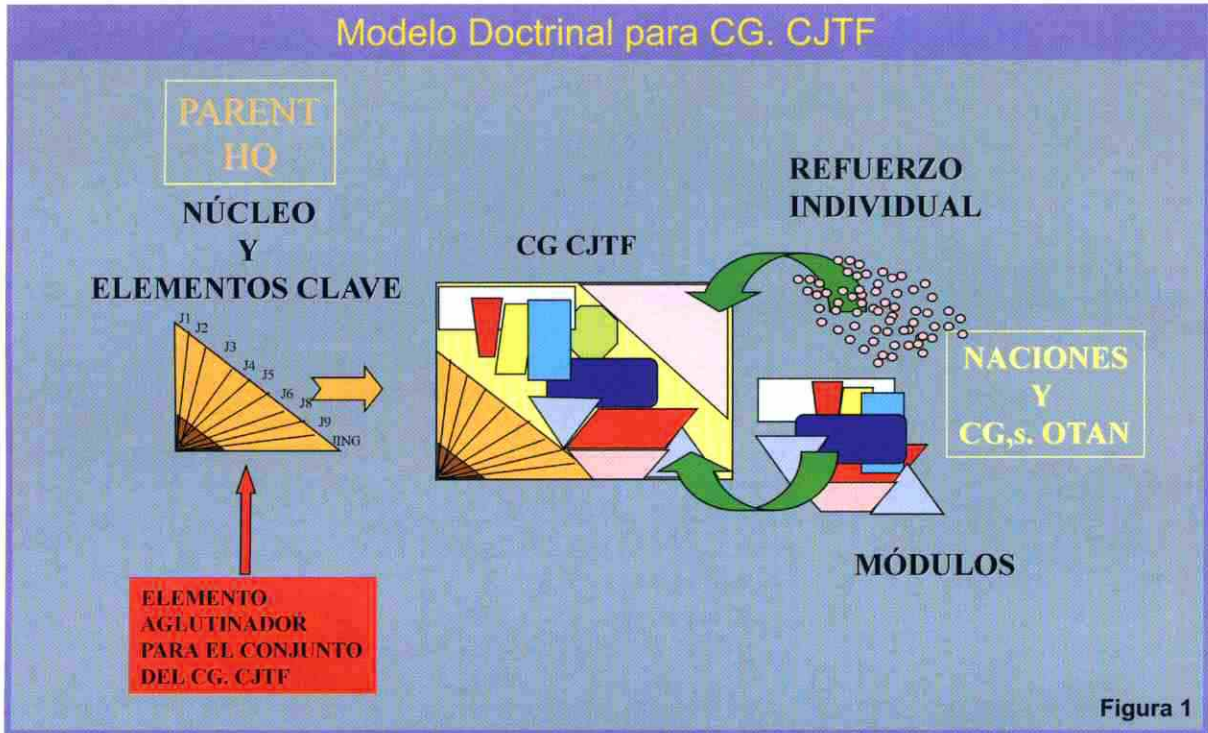 Modelo Doctrinal para CG. CJTF
PARENT
HQ
NÚCLEO
Y
ELEMENTOS CLAVE
J1
J2
J3
J4
J5
J6
J8
J9
JING
ELEMENTO
AGLUTINADOR
PARA EL CONJUNTO
DEL CG. CJTF
CG CJTF
REFUERZO
INDIVIDUAL
NACIONES
Y
CG,s. OTAN
MÓDULOS
Figura 1